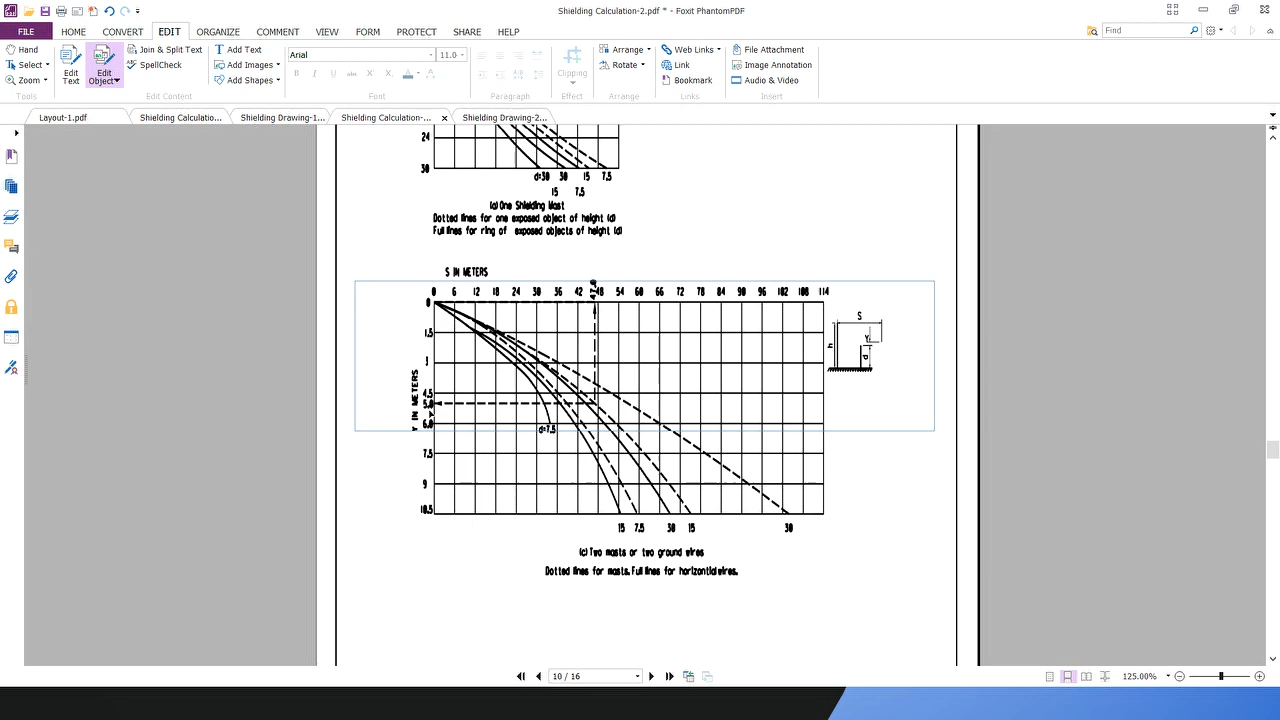 Shielding Calculation-2.pdf * - Foxit PhantomPDF
FILE HOME CONVERT EDIT ORGANIZE COMMENT VIEW FORM PROTECT SHARE HELP
Find
Hand
Select
Zoom
Tools
Edit Text
Edit Object
Join & Split Text
SpellCheck
Edit Content
Add Text
Add Images
Add Shapes
Arial 11.0
B I U abc X X A
Font
Paragraph
Clipping
Effect
Arrange
Rotate
Arrange
Web Links
Link
Bookmark
Links
File Attachment
Image Annotation
Audio & Video
Insert
Layout-1.pdf Shielding Calculatio... Shielding Drawing-1... Shielding Calculation-... Shielding Drawing-2...
24
30
d=30 30 15 7.5
15 7.5
(a) One Shielding Mast
Dotted lines for one exposed object of height (d)
Full lines for ring of exposed objects of height (d)
S IN METERS
0 6 12 18 24 30 36 42 48 54 60 66 72 78 84 90 96 102 108 114
0
1.5
3
4.5
5.0
6.0
7.5
9
10.5
Y IN METERS
d=7.5
S
h
Y
d
15 7.5 30 15 30
(c) Two masts or two ground wires
Dotted lines for masts. Full lines for horizontal wires.
10 / 16
125.00%